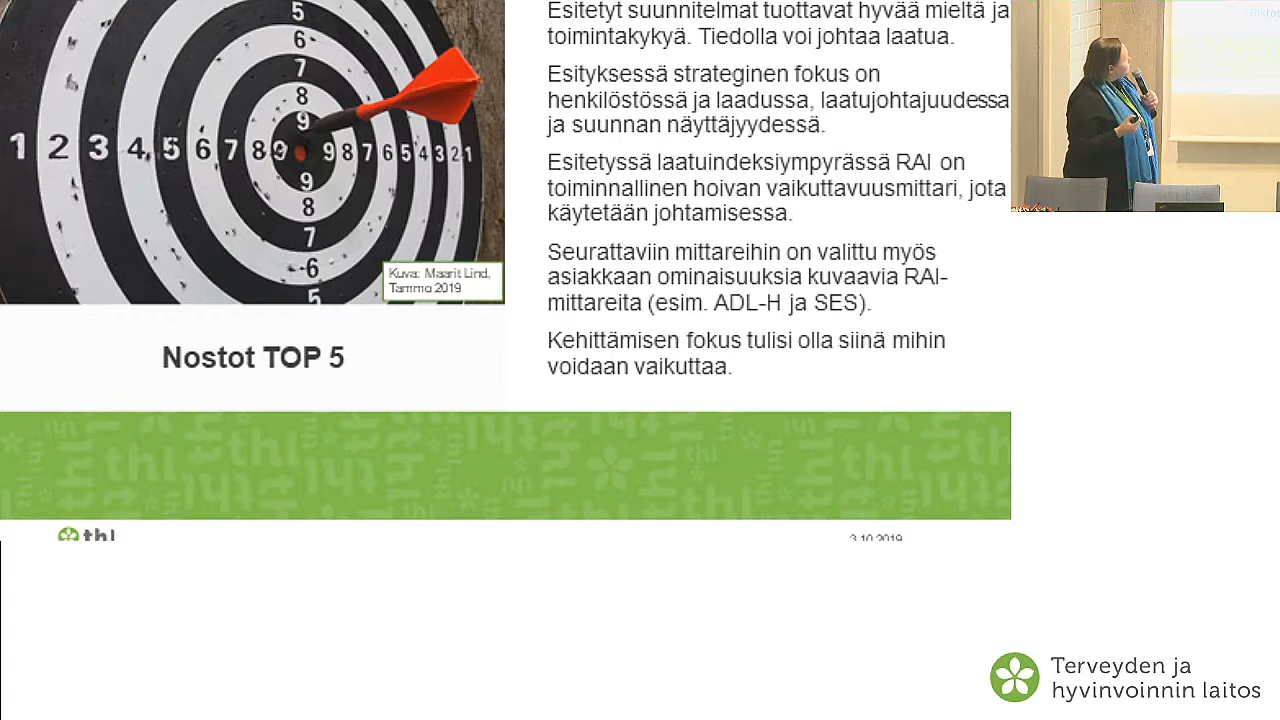 5
6
7
8
9
1 2 3 4 5 6 7 8 9 9 8 7 6 5 4 3 2 1
9
8
7
6
5
Kuva: Maarit Lind,
Tammo 2019
Nostot TOP 5
Esitetyt suunnitelmat tuottavat hyvää mieltä ja
toimintakykyä. Tiedolla voi johtaa laatua.
Esityksessä strateginen fokus on
henkilöstössä ja laadussa, laatujohtajuudessa
ja suunnan näyttäjyydessä.
Esitetyssä laatuindeksiympyrässä RAI on
toiminnallinen hoivan vaikuttavuusmittari, jota
käytetään johtamisessa.
Seurattaviin mittareihin on valittu myös
asiakkaan ominaisuuksia kuvaavia RAI-
mittareita (esim. ADL-H ja SES).
Kehittämisen fokus tulisi olla siinä mihin
voidaan vaikuttaa.
thl
3.10.2019
Terveyden ja
hyvinvoinnin laitos